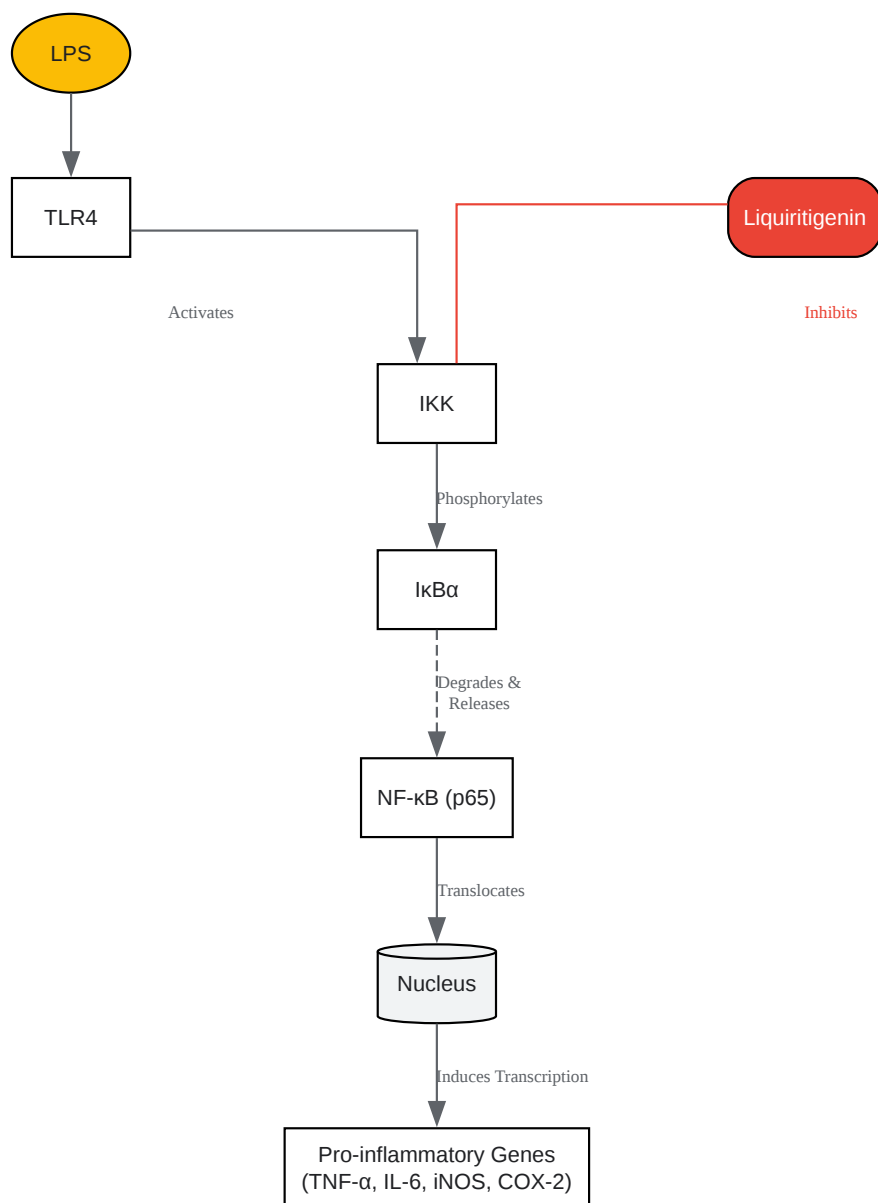 LPS
TLR4
Liquiritigenin
Activates
Inhibits
IKK
Phosphorylates
IκBα
Degrades &
Releases
NF-κB (p65)
Translocates
Nucleus
Induces Transcription
Pro-inflammatory Genes
(TNF-α, IL-6, iNOS, COX-2)